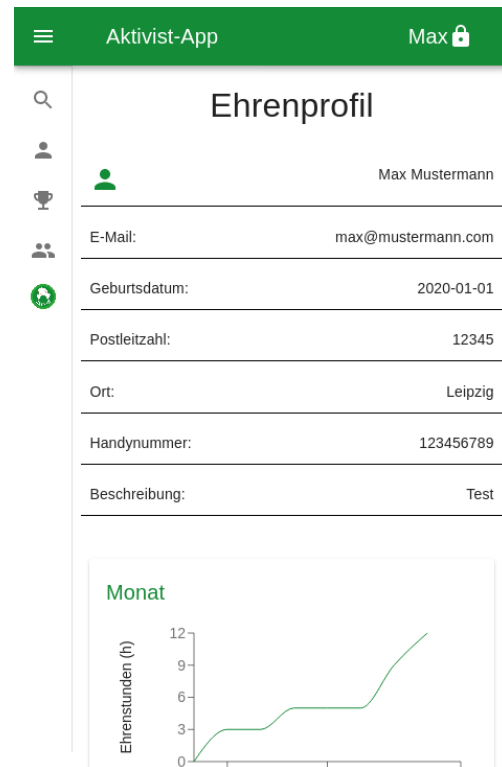 Aktivist-App Max
Ehrenprofil
Max Mustermann
E-Mail: max@mustermann.com
Geburtsdatum: 2020-01-01
Postleitzahl: 12345
Ort: Leipzig
Handynummer: 123456789
Beschreibung: Test
Monat
Ehrenstunden (h)
12
9
6
3
0